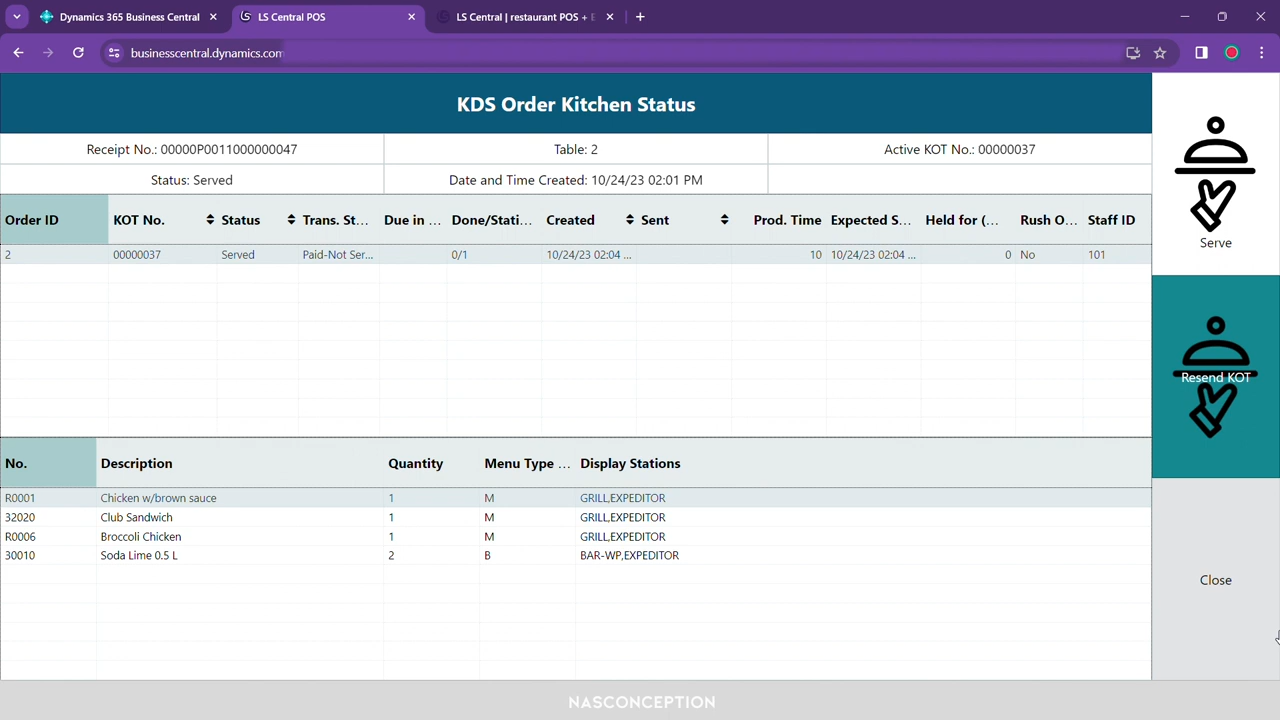 Dynamics 365 Business Central
LS Central POS
LS Central | restaurant POS + E
businesscentral.dynamics.com
KDS Order Kitchen Status
Receipt No.: 00000P0011000000047 Table: 2 Active KOT No.: 00000037
Status: Served Date and Time Created: 10/24/23 02:01 PM
Order ID KOT No. Status Trans. St... Due in ... Done/Stati... Created Sent Prod. Time Expected S... Held for (... Rush O... Staff ID
2 00000037 Served Paid-Not Ser... 0/1 10/24/23 02:04 ... 10 10/24/23 02:04 ... 0 No 101
No. Description Quantity Menu Type ... Display Stations
R0001 Chicken w/brown sauce 1 M GRILL,EXPEDITOR
32020 Club Sandwich 1 M GRILL,EXPEDITOR
R0006 Broccoli Chicken 1 M GRILL,EXPEDITOR
30010 Soda Lime 0.5 L 2 B BAR-WP,EXPEDITOR
Serve
Resend KOT
Close
NASCONCEPTION